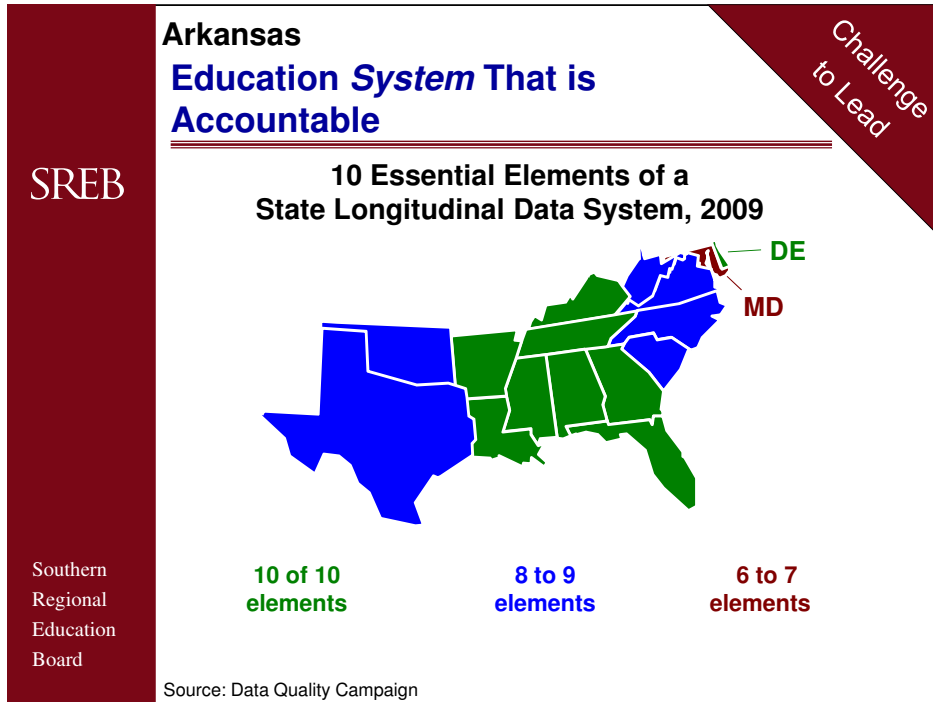 Arkansas
Education System That is
Accountable
Challenge
to Lead
SREB
10 Essential Elements of a
State Longitudinal Data System, 2009
DE
MD
10 of 10
elements
8 to 9
elements
6 to 7
elements
Southern
Regional
Education
Board
Source: Data Quality Campaign